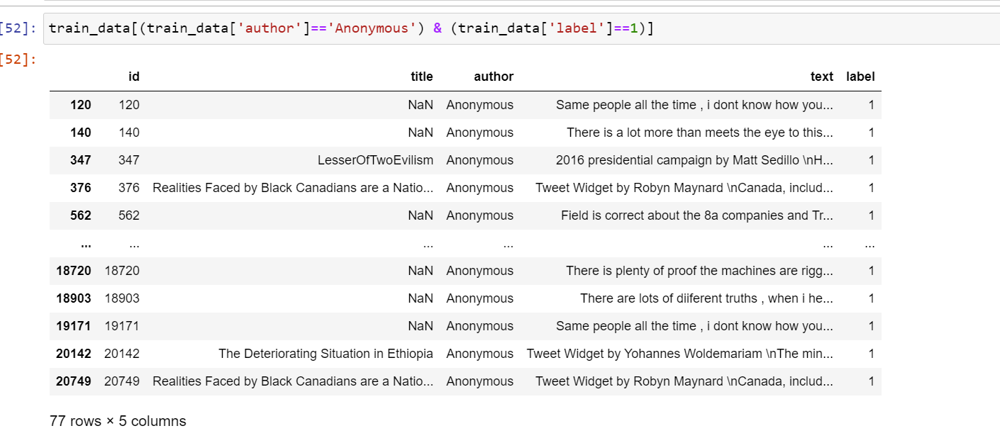 [52]: train_data[(train_data['author']=='Anonymous') & (train_data['label']==1)]
[52]:
id title author text label
120 120 NaN Anonymous Same people all the time , i dont know how you... 1
140 140 NaN Anonymous There is a lot more than meets the eye to this... 1
347 347 LesserOfTwoEvilism Anonymous 2016 presidential campaign by Matt Sedillo \nH... 1
376 376 Realities Faced by Black Canadians are a Natio... Anonymous Tweet Widget by Robyn Maynard \nCanada, includ... 1
562 562 NaN Anonymous Field is correct about the 8a companies and Tr... 1
... ... ... ... ... ...
18720 18720 NaN Anonymous There is plenty of proof the machines are rigg... 1
18903 18903 NaN Anonymous There are lots of diiferent truths , when i he... 1
19171 19171 NaN Anonymous Same people all the time , i dont know how you... 1
20142 20142 The Deteriorating Situation in Ethiopia Anonymous Tweet Widget by Yohannes Woldemariam \nThe min... 1
20749 20749 Realities Faced by Black Canadians are a Natio... Anonymous Tweet Widget by Robyn Maynard \nCanada, includ... 1
77 rows × 5 columns